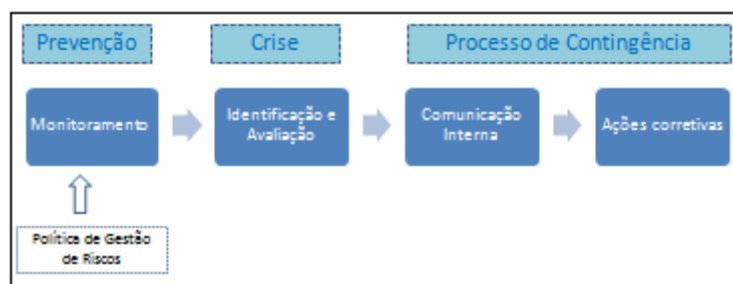 Prevenção
Crise
Processo de Contingência
Monitoramento
Identificação e
Avaliação
Comunicação
Interna
Ações corretivas
Política de Gestão
de Riscos